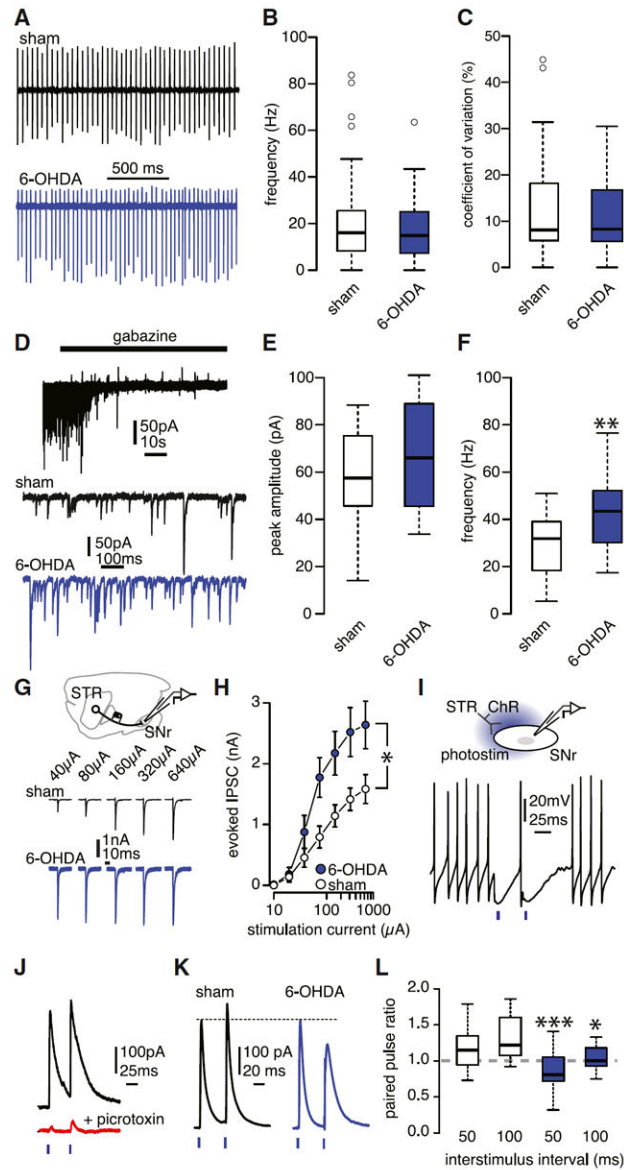 A
sham
6-OHDA
500 ms
B
frequency (Hz)
100
80
60
40
20
0
sham
6-OHDA
C
coefficient of variation (%)
50
40
30
20
10
0
sham
6-OHDA
D
gabazine
50pA
10s
sham
50pA
100ms
6-OHDA
E
peak amplitude (pA)
100
80
60
40
20
0
sham
6-OHDA
F
frequency (Hz)
100
80
60
40
20
0
**
sham
6-OHDA
G
STR
SNr
40µA
80µA
160µA
320µA
640µA
sham
1nA
10ms
6-OHDA
H
evoked IPSC (nA)
3
2
1
0
*
6-OHDA
sham
10
100
1000
stimulation current (µA)
I
STR
ChR
photostim
SNr
20mV
25ms
J
100pA
25ms
+ picrotoxin
K
sham
6-OHDA
100 pA
20 ms
L
paired pulse ratio
2.0
1.5
1.0
0.5
0.0
***
*
50
100
50
100
interstimulus interval (ms)